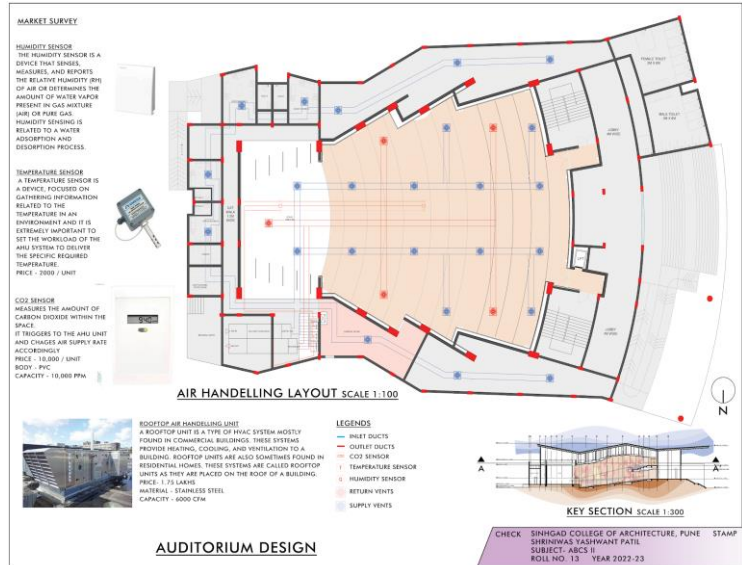 MARKET SURVEY
HUMIDITY SENSOR
THE HUMIDITY SENSOR IS A
DEVICE THAT SENSES,
MEASURES, AND REPORTS
THE RELATIVE HUMIDITY (RH)
OF AIR OR DETERMINES THE
AMOUNT OF WATER VAPOR
PRESENT IN GAS MIXTURE
(AIR) OR PURE GAS.
HUMIDITY SENSING IS
RELATED TO A WATER
ADSORPTION AND
DESORPTION PROCESS.
TEMPERATURE SENSOR
A TEMPERATURE SENSOR IS
A DEVICE, FOCUSED ON
GATHERING INFORMATION
RELATED TO THE
TEMPERATURE IN AN
ENVIRONMENT AND IT IS
EXTREMELY IMPORTANT TO
SET THE WORKLOAD OF THE
AHU SYSTEM TO DELIVER
THE SPECIFIC REQUIRED
TEMPERATURE.
PRICE - 2000 / UNIT
CO2 SENSOR
MEASURES THE AMOUNT OF
CARBON DIOXIDE WITHIN THE
SPACE.
IT TRIGGERS TO THE AHU UNIT
AND CHAGES AIR SUPPLY RATE
ACCORDINGLY
PRICE - 10,000 / UNIT
BODY - PVC
CAPACITY - 10,000 PPM
FEMALE TOILET
MALE TOILET
LOBBY
LIFT
LOBBY
AIR HANDELLING LAYOUT SCALE 1:100
N
ROOFTOP AIR HANDELLING UNIT
A ROOFTOP UNIT IS A TYPE OF HVAC SYSTEM MOSTLY
FOUND IN COMMERCIAL BUILDINGS. THESE SYSTEMS
PROVIDE HEATING, COOLING, AND VENTILATION TO A
BUILDING. ROOFTOP UNITS ARE ALSO SOMETIMES FOUND IN
RESIDENTIAL HOMES. THESE SYSTEMS ARE CALLED ROOFTOP
UNITS AS THEY ARE PLACED ON THE ROOF OF A BUILDING.
PRICE- 1.75 LAKHS
MATERIAL - STAINLESS STEEL
CAPACITY - 6000 CFM
LEGENDS
INLET DUCTS
OUTLET DUCTS
CO2 SENSOR
TEMPERATURE SENSOR
HUMIDITY SENSOR
RETURN VENTS
SUPPLY VENTS
A
A'
KEY SECTION SCALE 1:300
AUDITORIUM DESIGN
CHECK
SINHGAD COLLEGE OF ARCHITECTURE, PUNE
SHRINIWAS YASHWANT PATIL
SUBJECT- ABCS II
ROLL NO. 13 YEAR 2022-23
STAMP